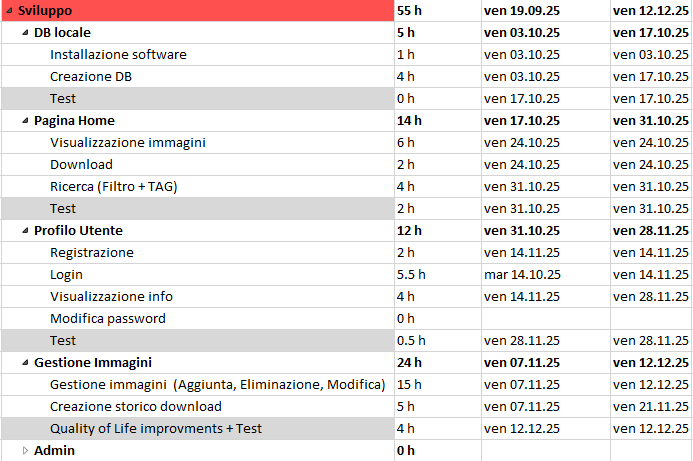 Sviluppo 55 h ven 19.09.25 ven 12.12.25
DB locale 5 h ven 03.10.25 ven 17.10.25
Installazione software 1 h ven 03.10.25 ven 03.10.25
Creazione DB 4 h ven 03.10.25 ven 17.10.25
Test 0 h ven 17.10.25 ven 17.10.25
Pagina Home 14 h ven 17.10.25 ven 31.10.25
Visualizzazione immagini 6 h ven 24.10.25 ven 24.10.25
Download 2 h ven 24.10.25 ven 24.10.25
Ricerca (Filtro + TAG) 4 h ven 31.10.25 ven 31.10.25
Test 2 h ven 31.10.25 ven 31.10.25
Profilo Utente 12 h ven 31.10.25 ven 28.11.25
Registrazione 2 h ven 14.11.25 ven 14.11.25
Login 5.5 h mar 14.10.25 ven 14.11.25
Visualizzazione info 4 h ven 14.11.25 ven 28.11.25
Modifica password 0 h
Test 0.5 h ven 28.11.25 ven 28.11.25
Gestione Immagini 24 h ven 07.11.25 ven 12.12.25
Gestione immagini (Aggiunta, Eliminazione, Modifica) 15 h ven 07.11.25 ven 12.12.25
Creazione storico download 5 h ven 07.11.25 ven 21.11.25
Quality of Life improvments + Test 4 h ven 12.12.25 ven 12.12.25
Admin 0 h